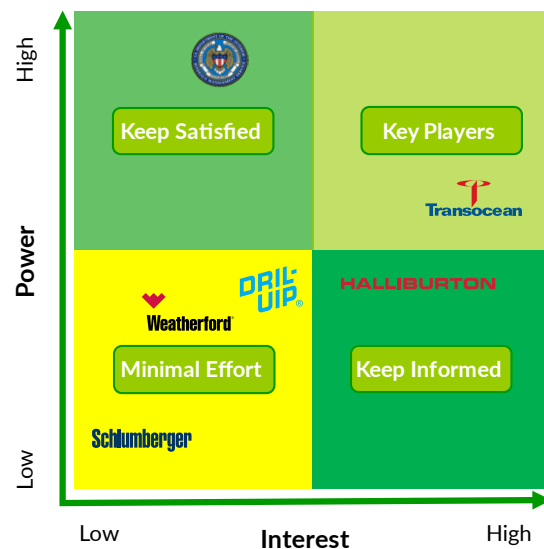 High
Keep Satisfied
Key Players
Transocean
Power
DRIL-
UIP®
HALLIBURTON
Weatherford
Minimal Effort
Keep Informed
Schlumberger
Low
Low
Interest
High